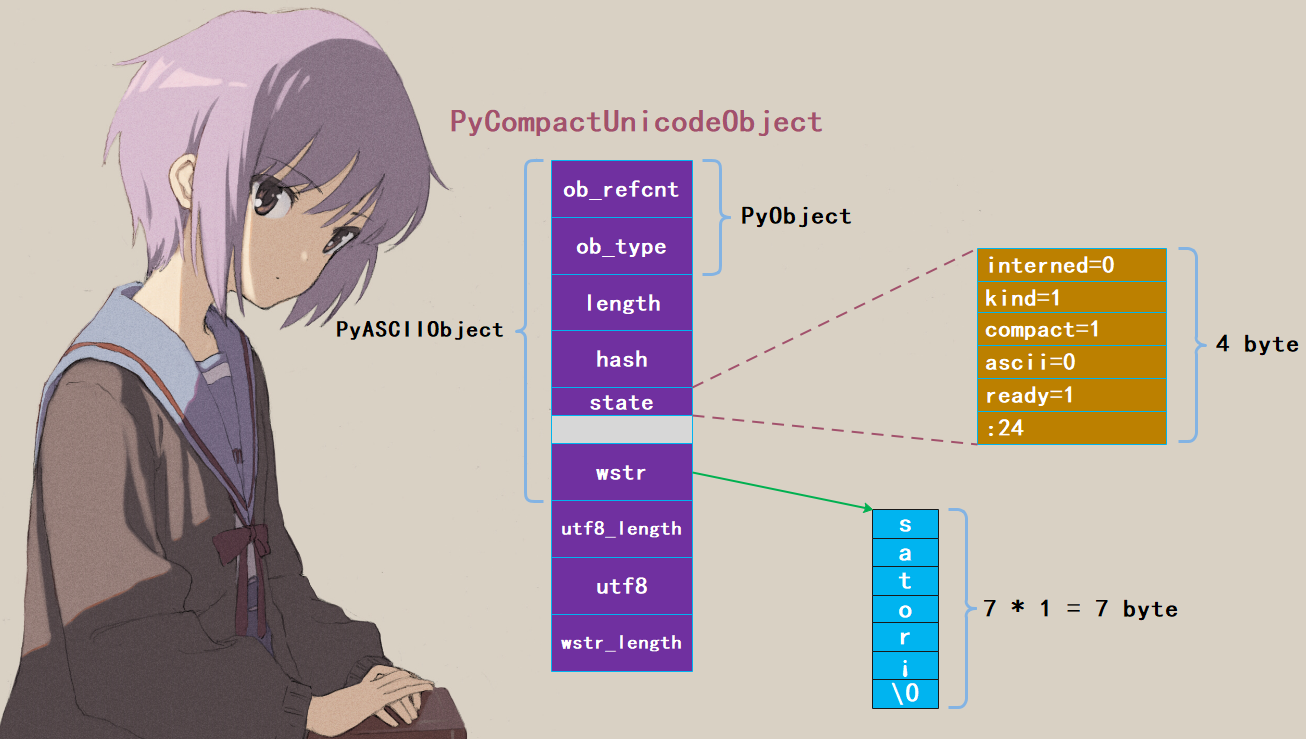 PyCompactUnicodeObject
ob_refcnt
ob_type
PyObject
length
PyASCIIObject
hash
state
wstr
utf8_length
utf8
wstr_length
interned=0
kind=1
compact=1
ascii=0
ready=1
:24
4 byte
s
a
t
o
r
¡
\0
7 * 1 = 7 byte